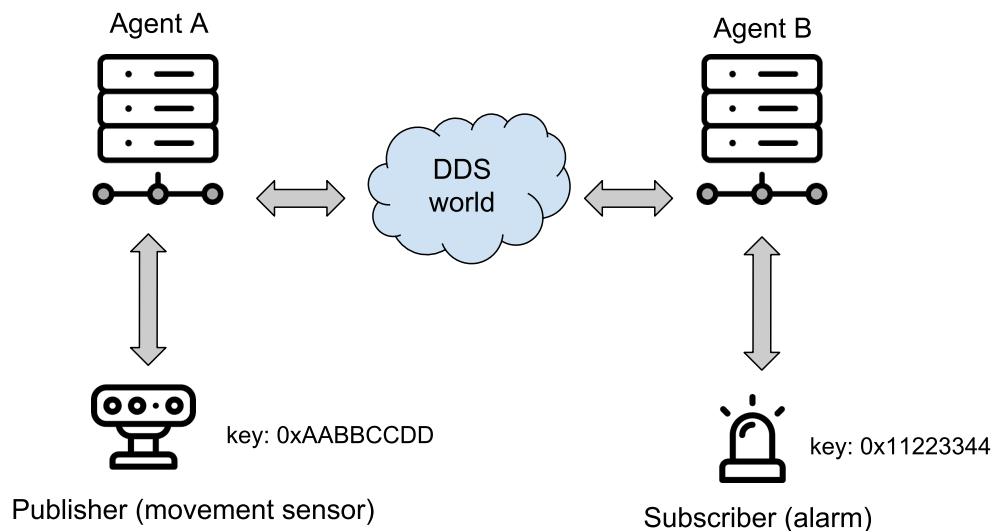 Agent A
Agent B
DDS
world
key: 0xAABBCCDD
key: 0x11223344
Publisher (movement sensor)
Subscriber (alarm)